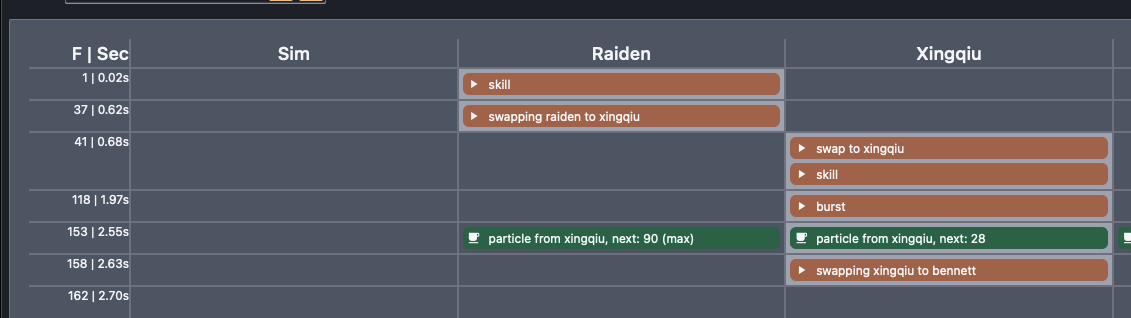 F | Sec Sim Raiden Xingqiu
1 | 0.02s skill
37 | 0.62s swapping raiden to xingqiu
41 | 0.68s swap to xingqiu
skill
118 | 1.97s burst
153 | 2.55s particle from xingqiu, next: 90 (max) particle from xingqiu, next: 28
158 | 2.63s swapping xingqiu to bennett
162 | 2.70s